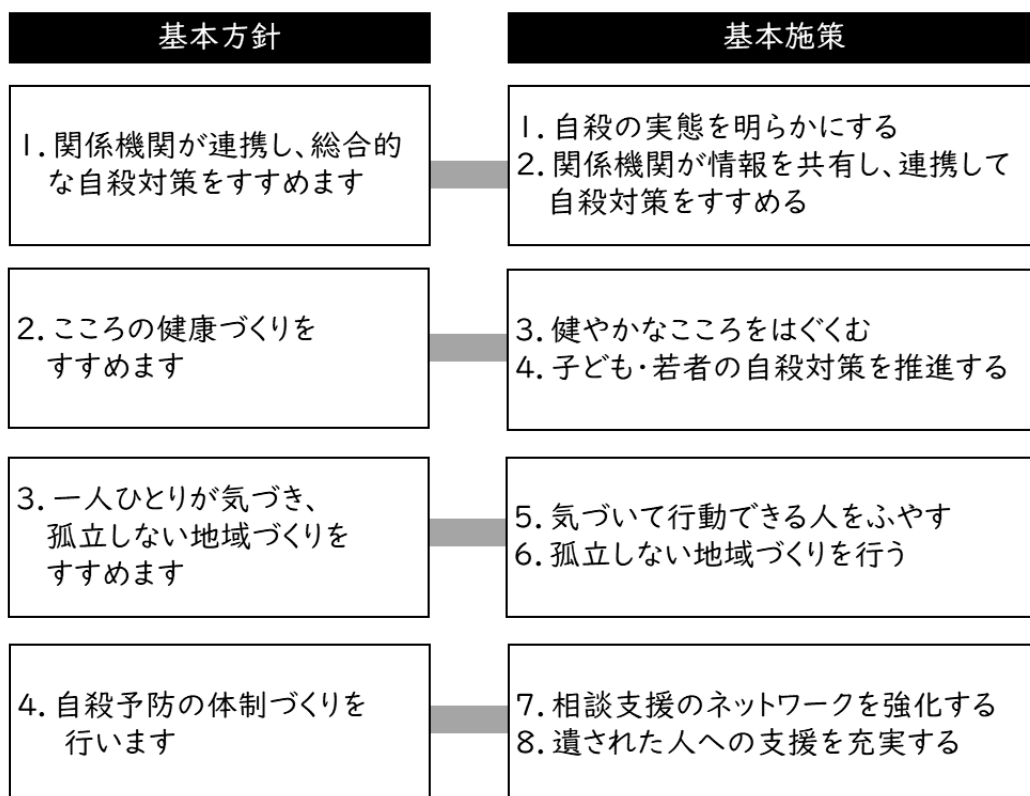 基本方針
基本施策
1. 関係機関が連携し、総合的
な自殺対策をすすめます
1. 自殺の実態を明らかにする
2. 関係機関が情報を共有し、連携して
自殺対策をすすめる
2. こころの健康づくりを
すすめます
3. 健やかなこころをはぐくむ
4. 子ども・若者の自殺対策を推進する
3. 一人ひとりが気づき、
孤立しない地域づくりを
すすめます
5. 気づいて行動できる人をふやす
6. 孤立しない地域づくりを行う
4. 自殺予防の体制づくりを
行います
7. 相談支援のネットワークを強化する
8. 遺された人への支援を充実する